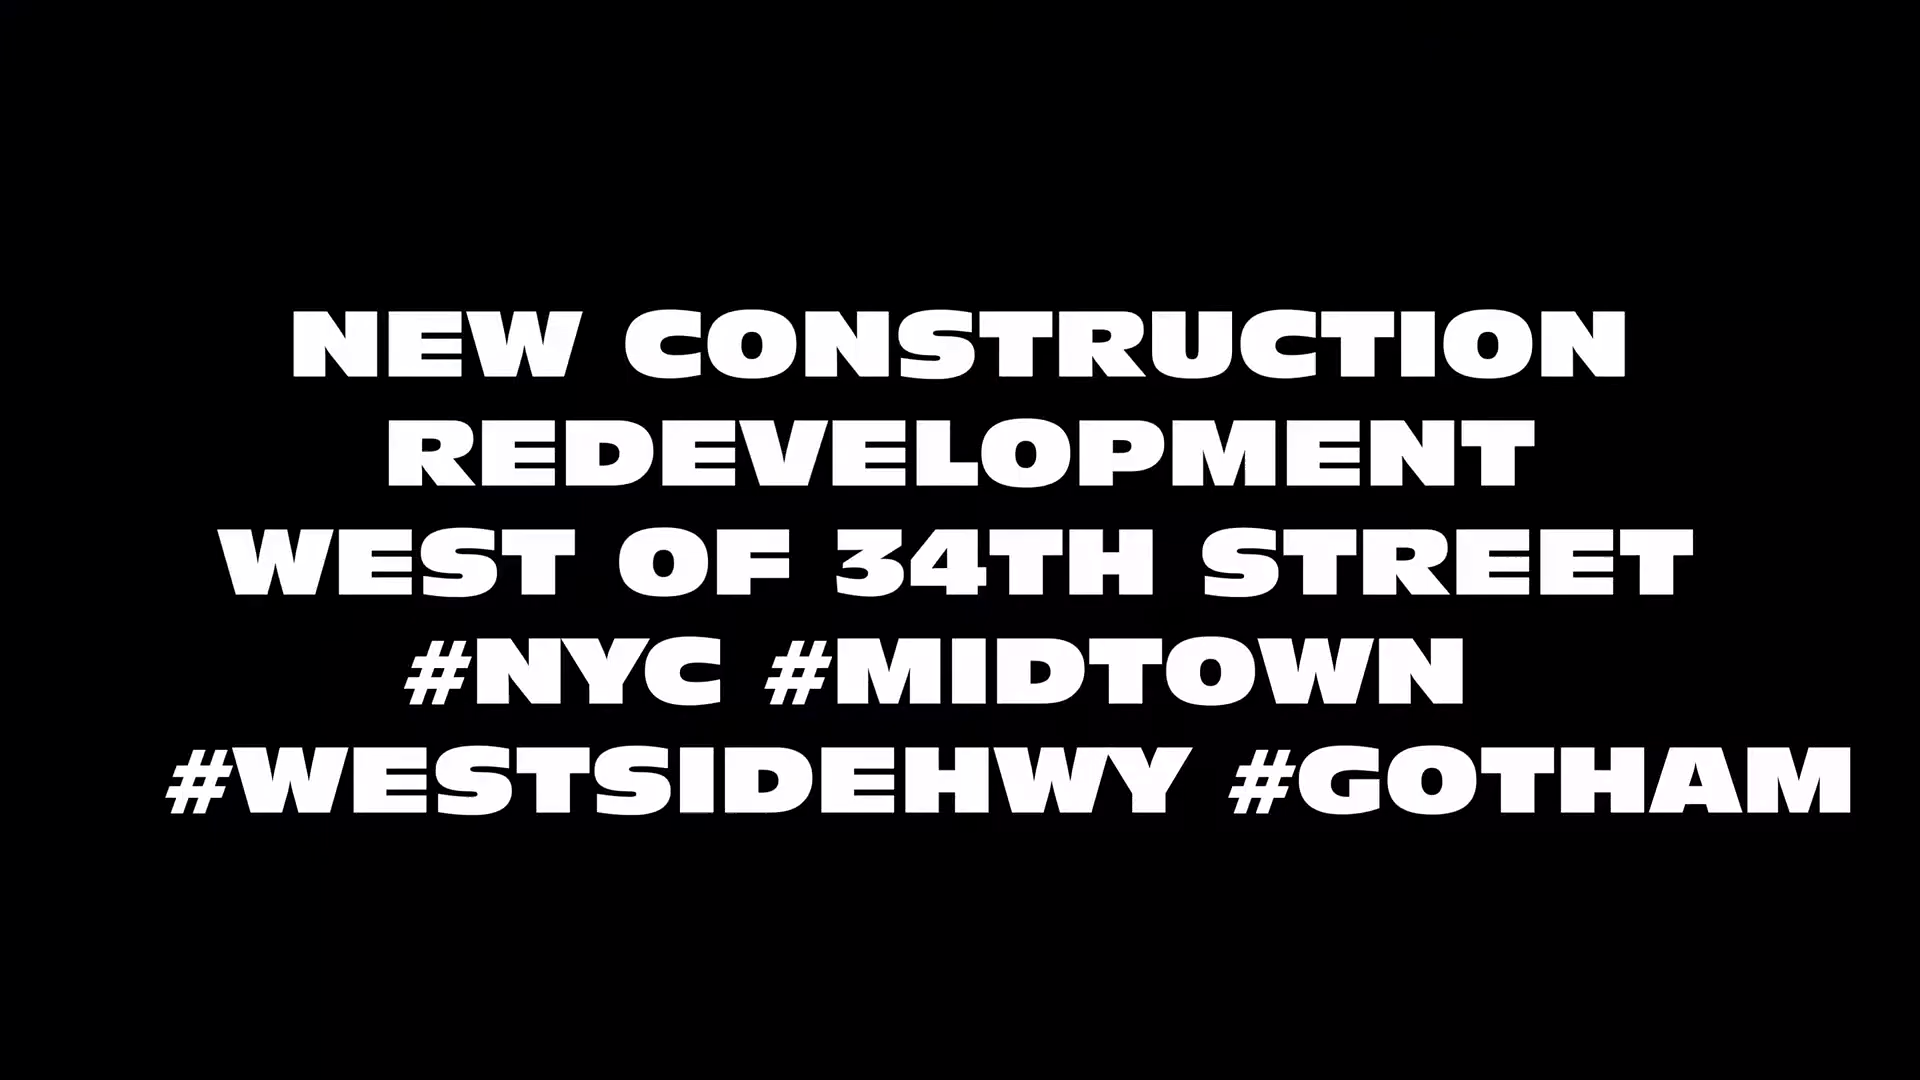 NEW CONSTRUCTION
REDEVELOPMENT
WEST OF 34TH STREET
#NYC #MIDTOWN
#WESTSIDEHWY #GOTHAM